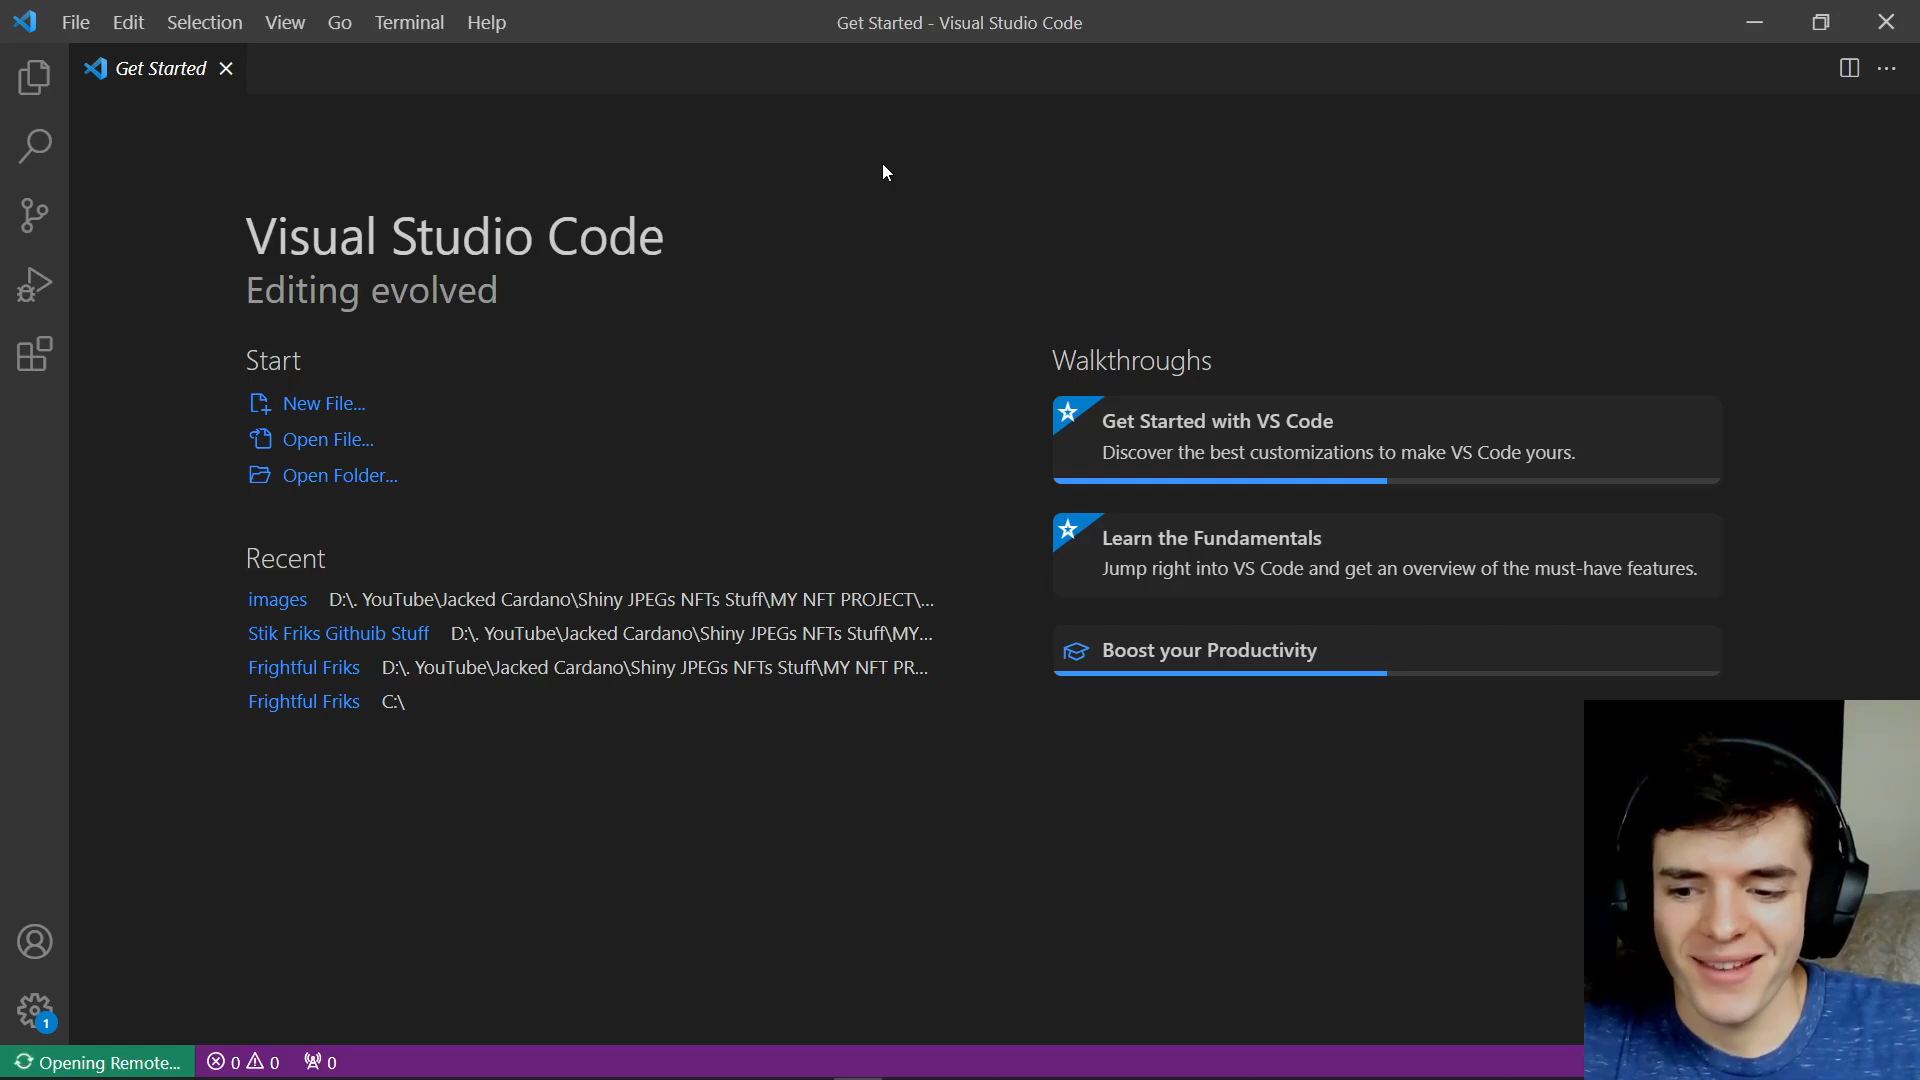 File Edit Selection View Go Terminal Help
Get Started - Visual Studio Code
Get Started
Visual Studio Code
Editing evolved
Start
New File...
Open File...
Open Folder...
Recent
images D:\. YouTube\Jacked Cardano\Shiny JPEGs NFTs Stuff\MY NFT PROJECT\...
Stik Friks Githuib Stuff D:\. YouTube\Jacked Cardano\Shiny JPEGs NFTs Stuff\MY...
Frightful Friks D:\. YouTube\Jacked Cardano\Shiny JPEGs NFTs Stuff\MY NFT PR...
Frightful Friks C:\
Walkthroughs
Get Started with VS Code
Discover the best customizations to make VS Code yours.
Learn the Fundamentals
Jump right into VS Code and get an overview of the must-have features.
Boost your Productivity
1
Opening Remote... 0 0 0